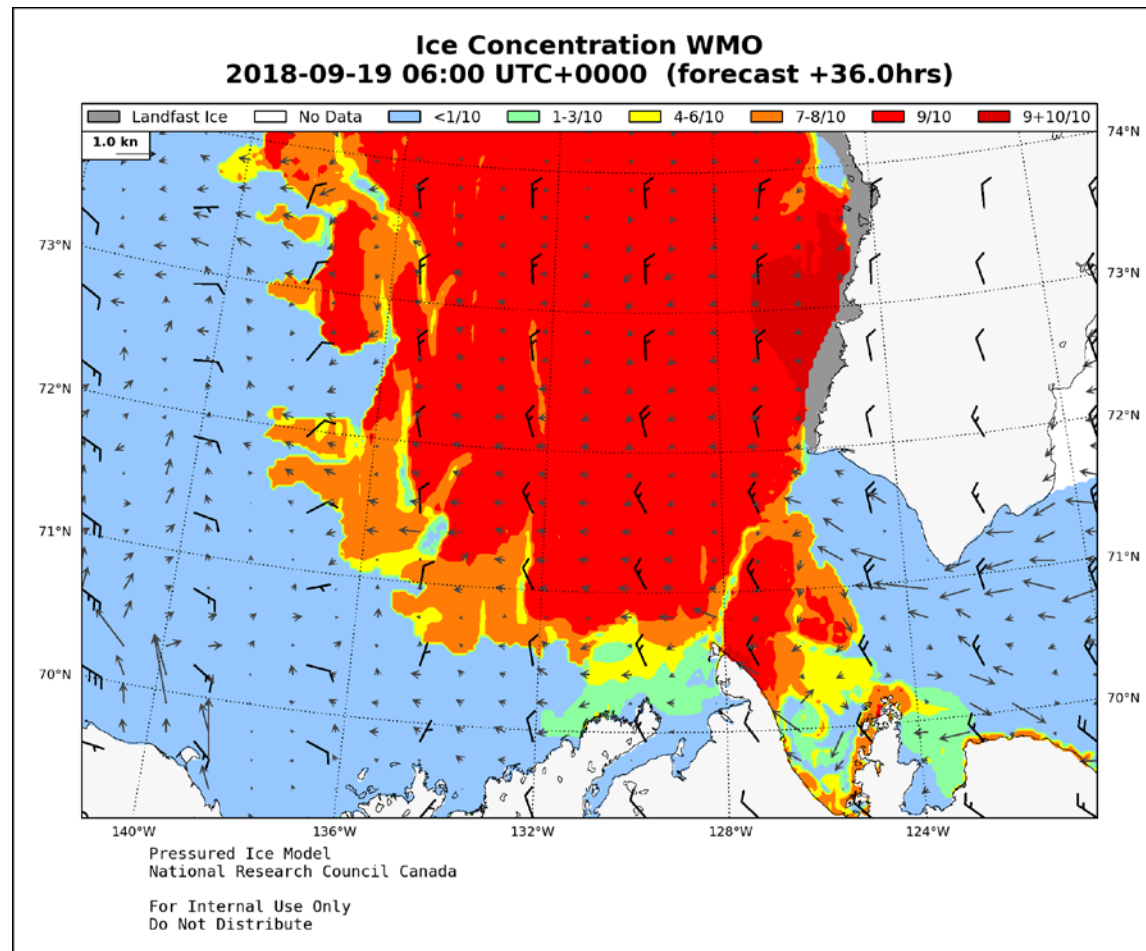 Ice Concentration WMO
2018-09-19 06:00 UTC+0000 (forecast +36.0hrs)
Landfast Ice No Data <1/10 1-3/10 4-6/10 7-8/10 9/10 9+10/10
1.0 kn
74°N
73°N
73°N
72°N
72°N
71°N
71°N
70°N
70°N
140°W 136°W 132°W 128°W 124°W
Pressured Ice Model
National Research Council Canada
For Internal Use Only
Do Not Distribute